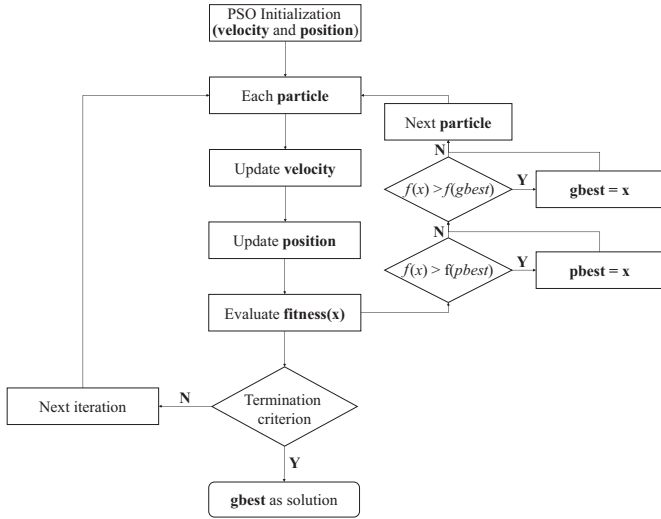 PSO Initialization
(velocity and position)
Each particle
Next particle
N
Update velocity
f(x) > f(gbest)
Y
gbest = x
N
Update position
f(x) > f(pbest)
Y
pbest = x
Evaluate fitness(x)
Next iteration
N
Termination
criterion
Y
gbest as solution